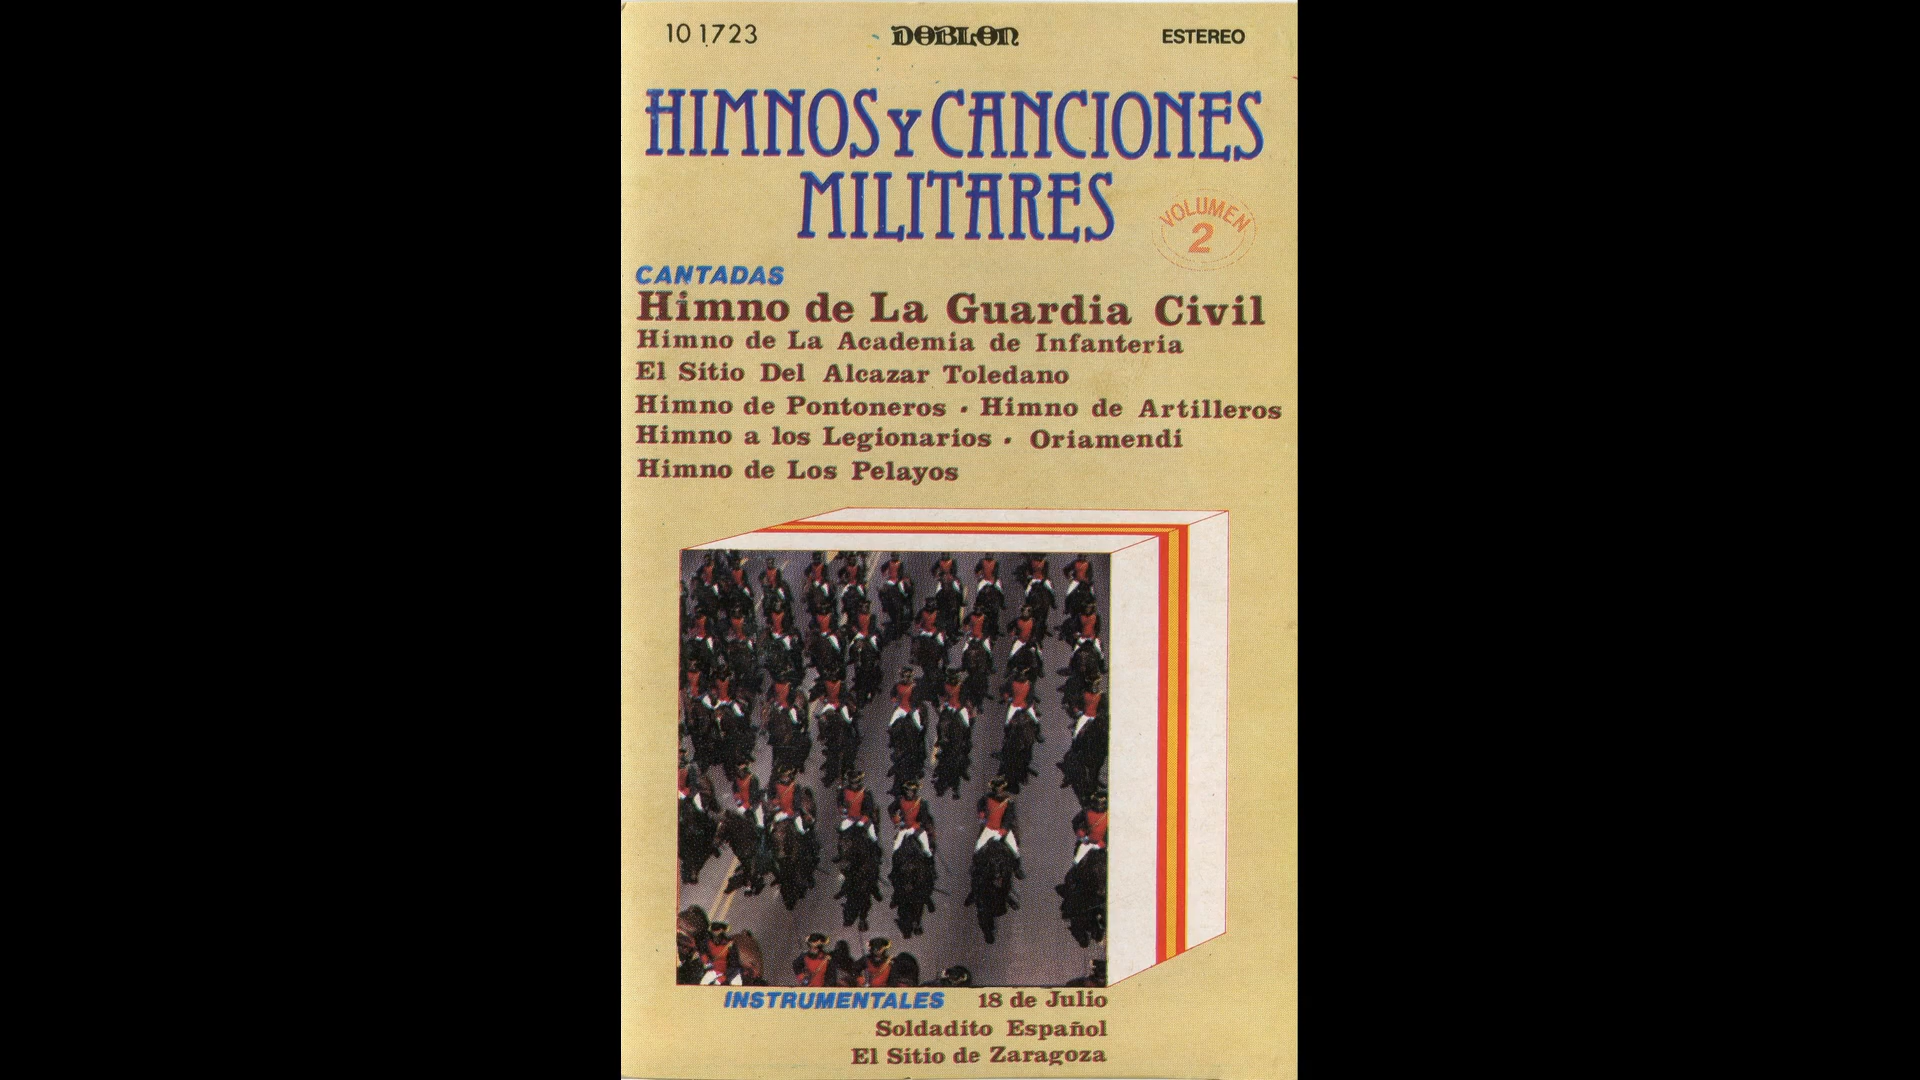 10 1723 DOBLON ESTEREO
HIMNOS Y CANCIONES
MILITARES
VOLUMEN
2
CANTADAS
Himno de La Guardia Civil
Himno de La Academia de Infanteria
El Sitio Del Alcazar Toledano
Himno de Pontoneros · Himno de Artilleros
Himno a los Legionarios · Oriamendi
Himno de Los Pelayos
INSTRUMENTALES 18 de Julio
Soldadito Español
El Sitio de Zaragoza